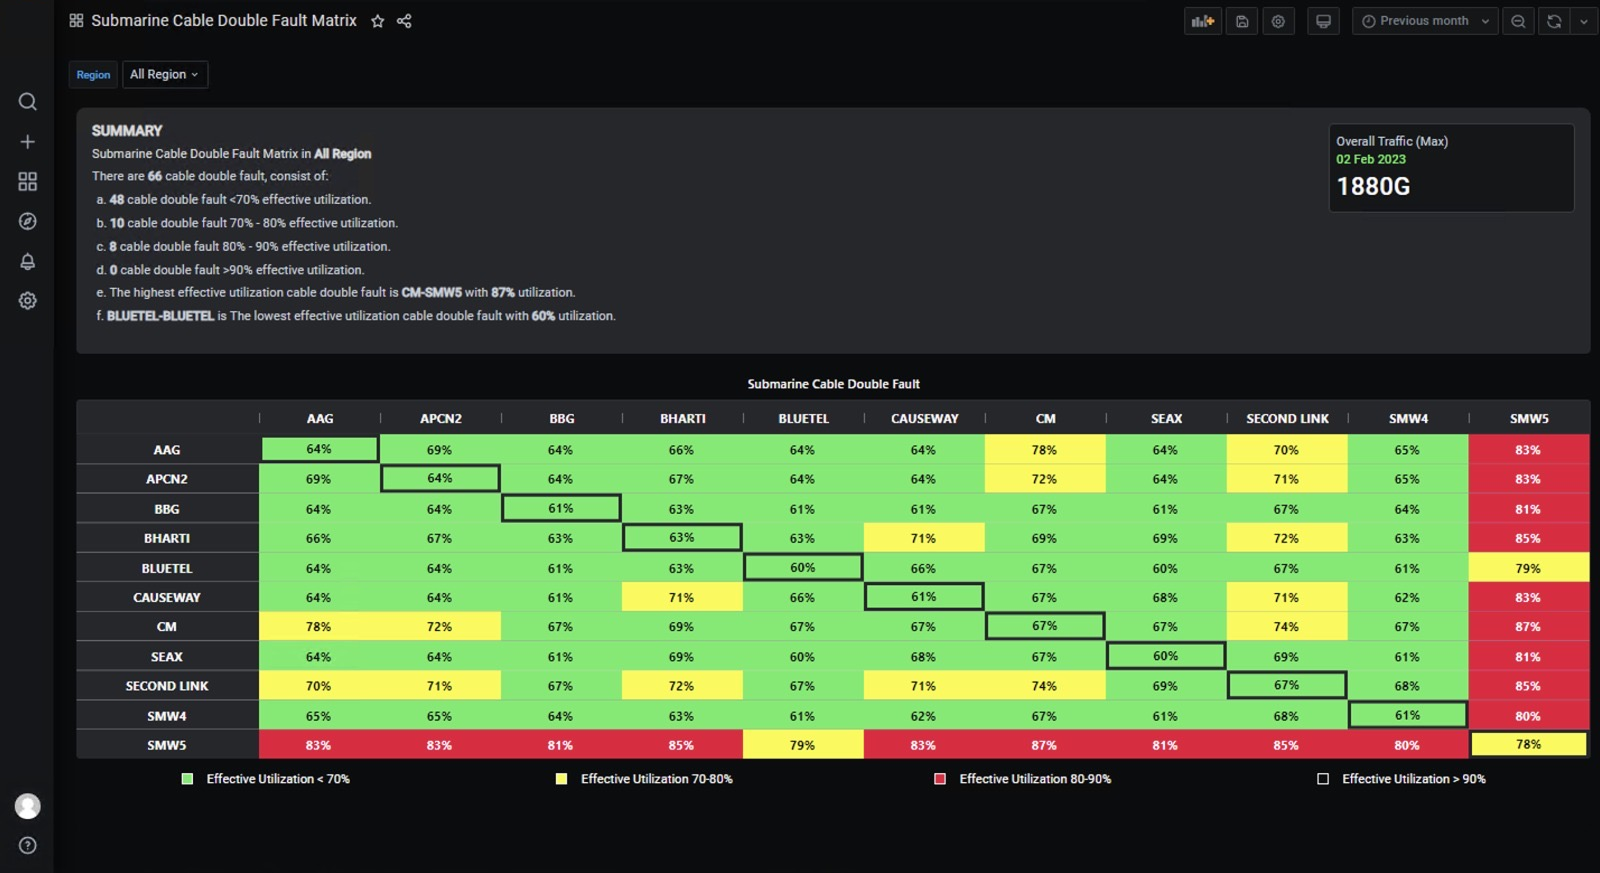 Submarine Cable Double Fault Matrix
Previous month
Region All Region
SUMMARY
Submarine Cable Double Fault Matrix in All Region
There are 66 cable double fault, consist of:
a. 48 cable double fault <70% effective utilization.
b. 10 cable double fault 70% - 80% effective utilization.
c. 8 cable double fault 80% - 90% effective utilization.
d. 0 cable double fault >90% effective utilization.
e. The highest effective utilization cable double fault is CM-SMW5 with 87% utilization.
f. BLUETEL-BLUETEL is The lowest effective utilization cable double fault with 60% utilization.
Overall Traffic (Max)
02 Feb 2023
1880G
Submarine Cable Double Fault
AAG APCN2 BBG BHARTI BLUETEL CAUSEWAY CM SEAX SECOND LINK SMW4 SMW5
AAG 64% 69% 64% 66% 64% 64% 78% 64% 70% 65% 83%
APCN2 69% 64% 64% 67% 64% 64% 72% 64% 71% 65% 83%
BBG 64% 64% 61% 63% 61% 61% 67% 61% 67% 64% 81%
BHARTI 66% 67% 63% 63% 63% 71% 69% 69% 72% 63% 85%
BLUETEL 64% 64% 61% 63% 60% 66% 67% 60% 67% 61% 79%
CAUSEWAY 64% 64% 61% 71% 66% 61% 67% 68% 71% 62% 83%
CM 78% 72% 67% 69% 67% 67% 67% 67% 74% 67% 87%
SEAX 64% 64% 61% 69% 60% 68% 67% 60% 69% 61% 81%
SECOND LINK 70% 71% 67% 72% 67% 71% 74% 69% 67% 68% 85%
SMW4 65% 65% 64% 63% 61% 62% 67% 61% 68% 61% 80%
SMW5 83% 83% 81% 85% 79% 83% 87% 81% 85% 80% 78%
Effective Utilization < 70% Effective Utilization 70-80% Effective Utilization 80-90% Effective Utilization > 90%